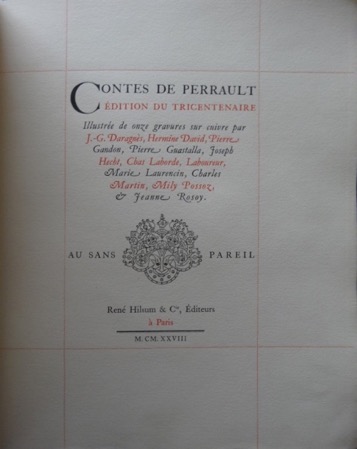 CONTES DE PERRAULT
ÉDITION DU TRICENTENAIRE
Illustrée de onze gravures sur cuivre par
J.-G. Daragnès, Hermine David, Pierre
Gandon, Pierre Guastalla, Joseph
Hecht, Chas Laborde, Laboureur,
Marie Laurencin, Charles
Martin, Mily Possoz,
& Jeanne Rosoy.
AU SANS PAREIL
René Hilsum & Cie, Éditeurs
à Paris
M.CM.XXVIII